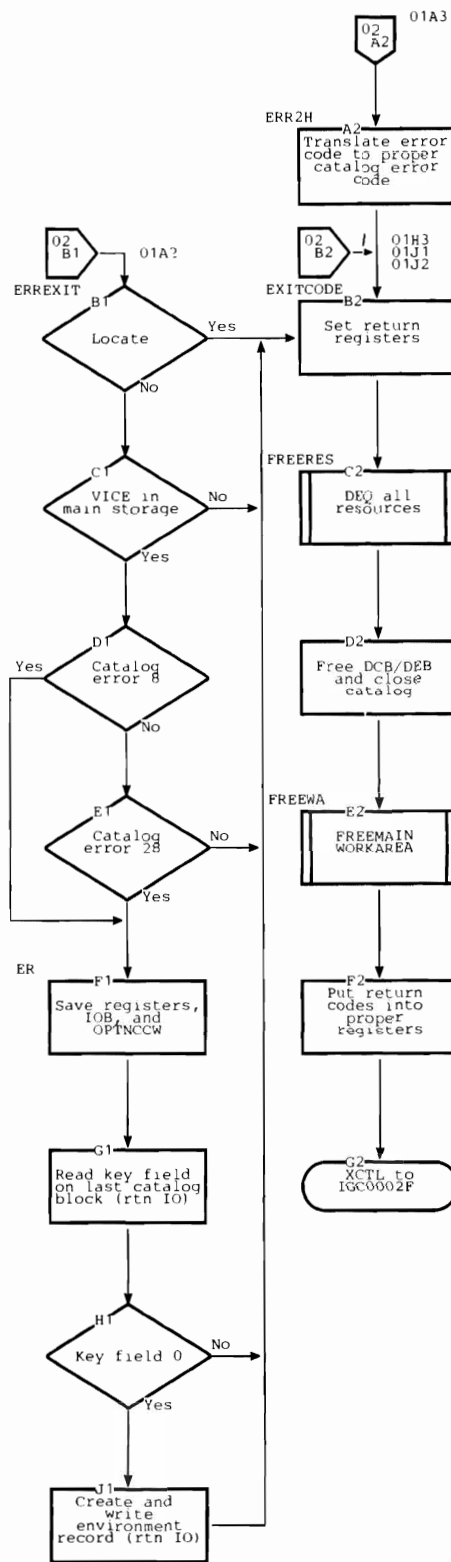 02
A2
01A3
ERR2H
A2
Translate error
code to proper
catalog error
code
02
B1
01A2
02
B2
1
01H3
01J1
01J2
ERREXIT
B1
Locate
Yes
No
EXITCODE
B2
Set return
registers
C1
VICE in
main storage
No
Yes
FREERES
C2
DEQ all
resources
D1
Catalog
error 8
Yes
No
D2
Free DCB/DEB
and close
catalog
E1
Catalog
error 28
No
Yes
FREEWA
E2
FREEMAIN
WORKAREA
ER
F1
Save registers,
IOB, and
OPTNCCW
F2
Put return
codes into
proper
registers
G1
Read key field
on last catalog
block (rtn IO)
G2
XCTL to
IGC0002F
H1
Key field 0
No
Yes
J1
Create and
write
environment
record (rtn IO)